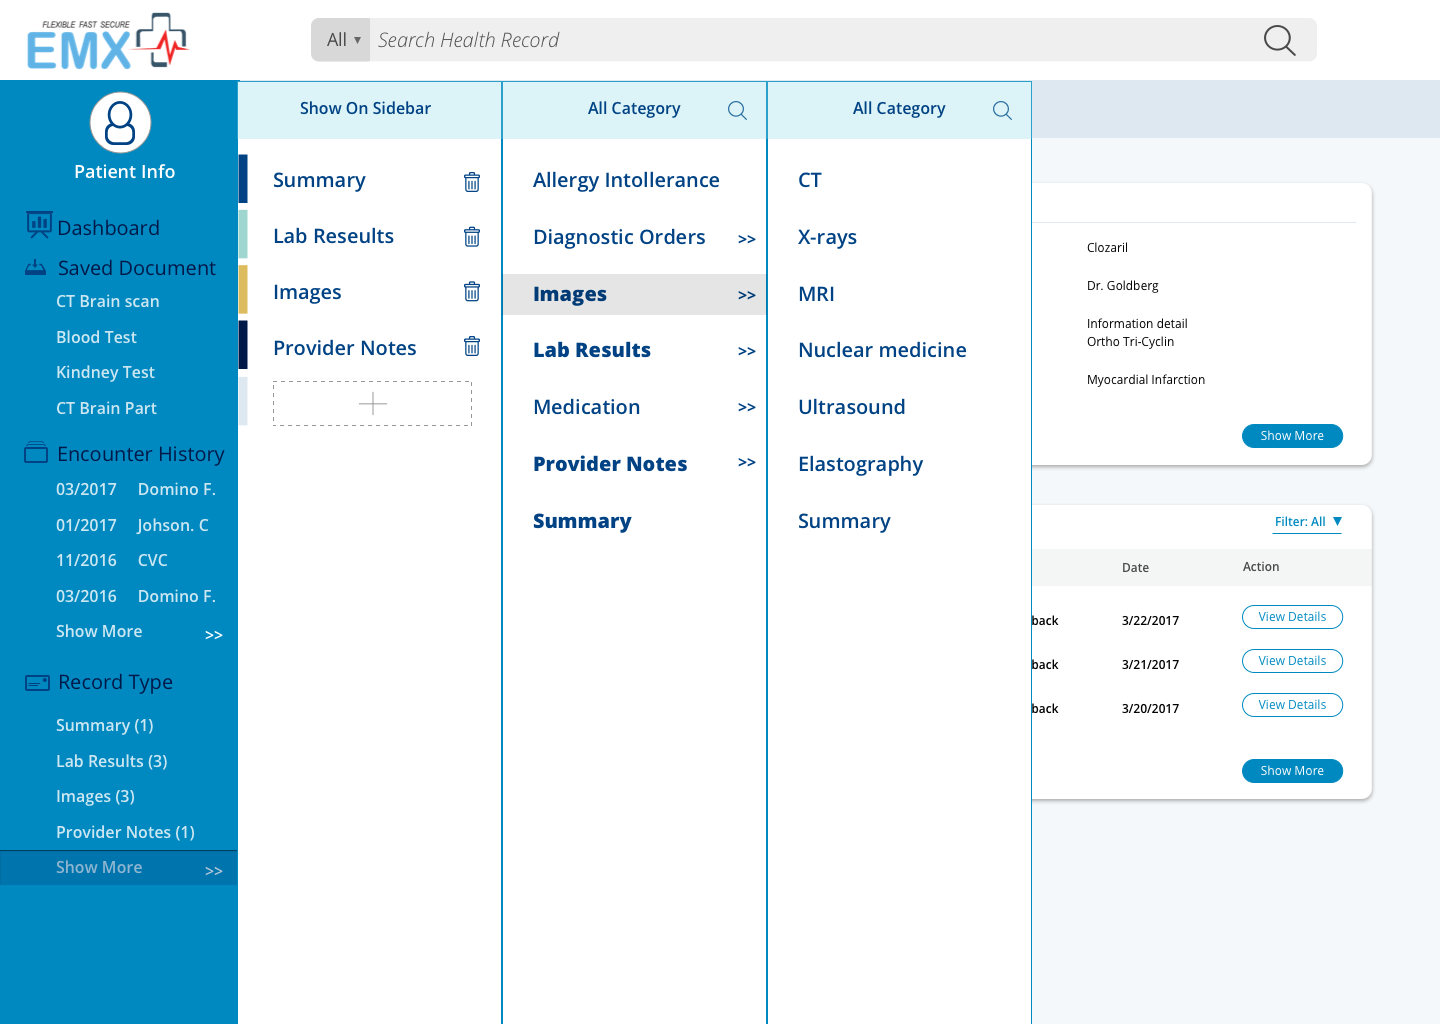 FLEXIBLE FAST SECURE
EMX
All ▼ Search Health Record
Patient Info
Dashboard
Saved Document
CT Brain scan
Blood Test
Kindney Test
CT Brain Part
Encounter History
03/2017 Domino F.
01/2017 Johson. C
11/2016 CVC
03/2016 Domino F.
Show More >>
Record Type
Summary (1)
Lab Results (3)
Images (3)
Provider Notes (1)
Show More >>
Show On Sidebar
Summary
Lab Reseults
Images
Provider Notes
All Category
Allergy Intollerance
Diagnostic Orders >>
Images >>
Lab Results >>
Medication >>
Provider Notes >>
Summary
All Category
CT
X-rays
MRI
Nuclear medicine
Ultrasound
Elastography
Summary
Clozaril
Dr. Goldberg
Information detail
Ortho Tri-Cyclin
Myocardial Infarction
Show More
Filter: All ▼
Date Action
back 3/22/2017 View Details
back 3/21/2017 View Details
back 3/20/2017 View Details
Show More